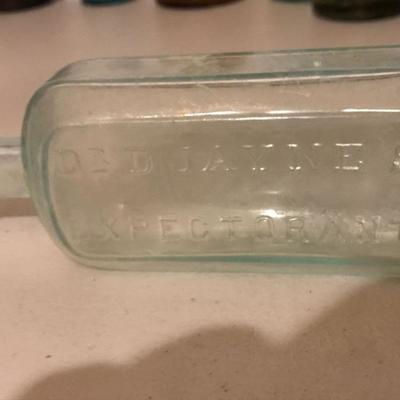 DR D JAYNE S
EXPECTORANT